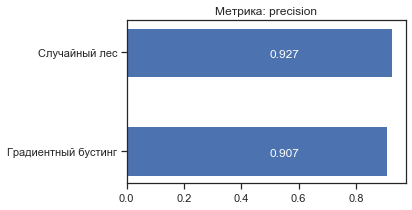 Метрика: precision
Случайный лес
0.927
Градиентный бустинг
0.907
0.0 0.2 0.4 0.6 0.8